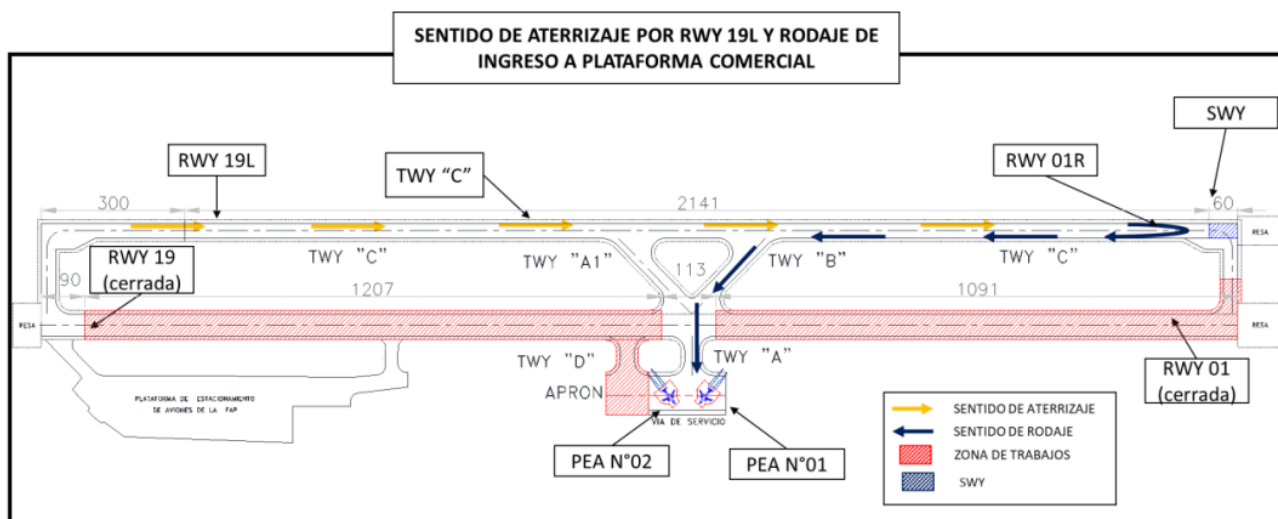 SENTIDO DE ATERRIZAJE POR RWY 19L Y RODAJE DE
INGRESO A PLATAFORMA COMERCIAL
SWY
RWY 19L
TWY “C”
RWY 01R
300
2141
60
RESA
TWY "C"
TWY "A1"
TWY "B"
TWY "C"
RWY 19
(cerrada)
113
90
1207
1091
RESA
RESA
TWY "D"
TWY "A"
RWY 01
(cerrada)
APRON
PLATAFORMA DE ESTACIONAMIENTO
DE AVIONES DE LA FAP
VIA DE SERVICIO
PEA N°02
PEA N°01
SENTIDO DE ATERRIZAJE
SENTIDO DE RODAJE
ZONA DE TRABAJOS
SWY